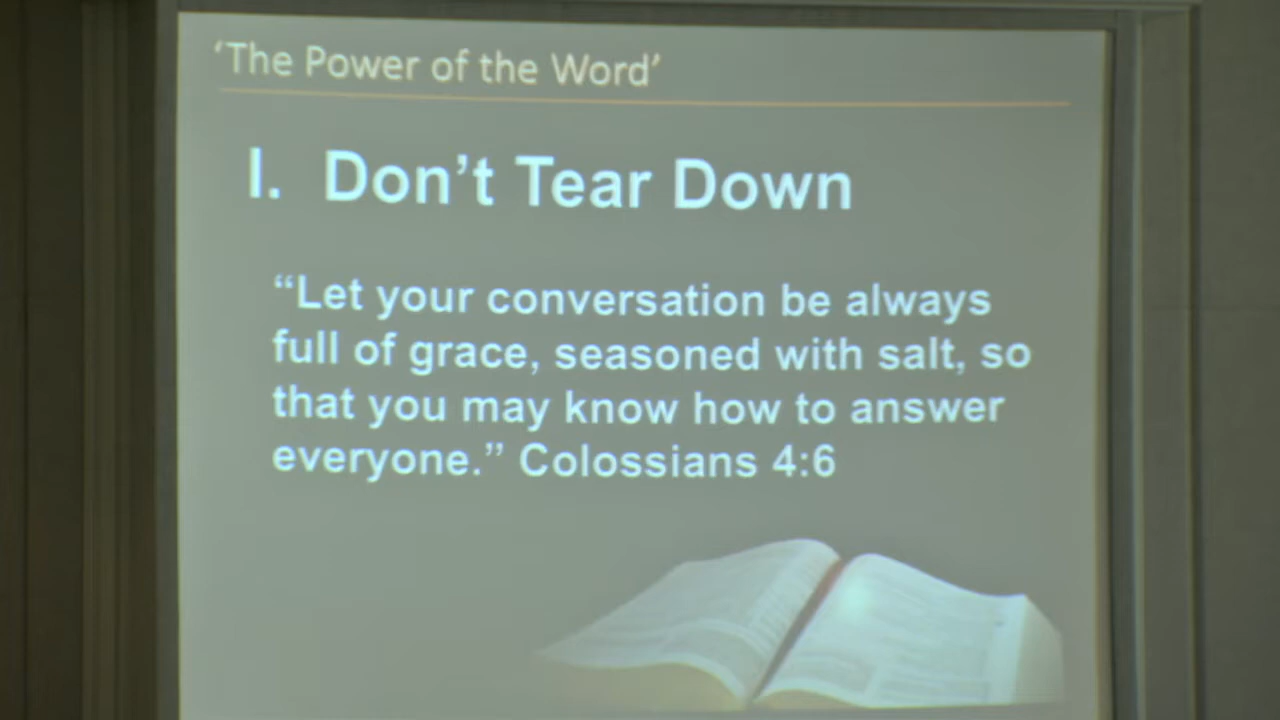 ‘The Power of the Word’
I. Don’t Tear Down
“Let your conversation be always
full of grace, seasoned with salt, so
that you may know how to answer
everyone.” Colossians 4:6